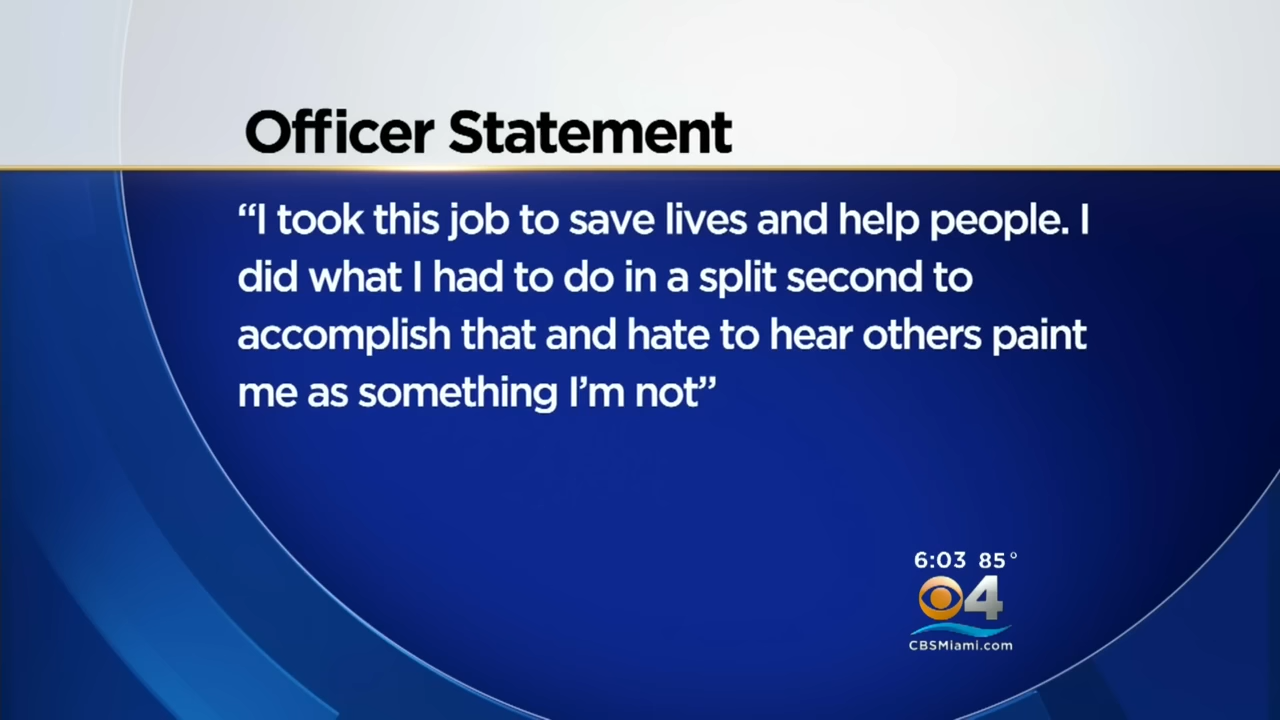 Officer Statement
“I took this job to save lives and help people. I
did what I had to do in a split second to
accomplish that and hate to hear others paint
me as something I’m not”
6:03 85°
4
CBSMiami.com